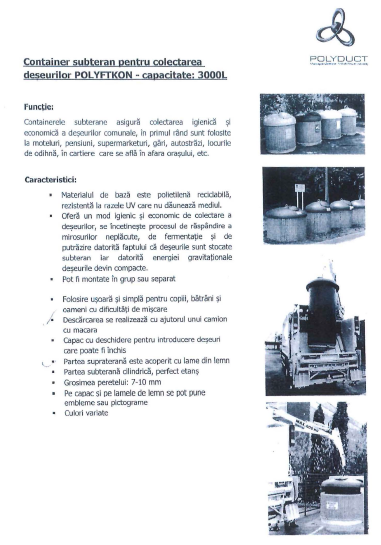 POLYDUCT
Container subteran pentru colectarea
deşeurilor POLYFTKON - capacitate: 3000L
Funcţie:
Containerele subterane asigură colectarea igienică şi
economică a deşeurilor comunale, în primul rând sunt folosite
la moteluri, pensiuni, supermarketuri, gări, autostrăzi, locurile
de odihnă, în cartiere care se află în afara oraşului, etc.
Caracteristici:
▪ Materialul de bază este polietilenă reciclabilă,
rezistentă la razele UV care nu dăunează mediul.
▪ Oferă un mod igienic şi economic de colectare a
deşeurilor, se încetineşte procesul de răspândire a
mirosurilor neplăcute, de fermentaţie şi de
putrăzire datorită faptului că deşeurile sunt stocate
subteran iar datorită energiei gravitaţionale
deşeurile devin compacte.
▪ Pot fi montate în grup sau separat
▪ Folosire uşoară şi simplă pentru copiii, bătrâni şi
oameni cu dificultăţi de mişcare
▪ Descărcarea se realizează cu ajutorul unui camion
cu macara
▪ Capac cu deschidere pentru introducere deşeuri
care poate fi închis
▪ Partea supraterană este acoperit cu lame din lemn
▪ Partea subterană cilindrică, perfect etanş
▪ Grosimea peretelui: 7-10 mm
▪ Pe capac şi pe lamele de lemn se pot pune
embleme sau pictograme
▪ Culori variate